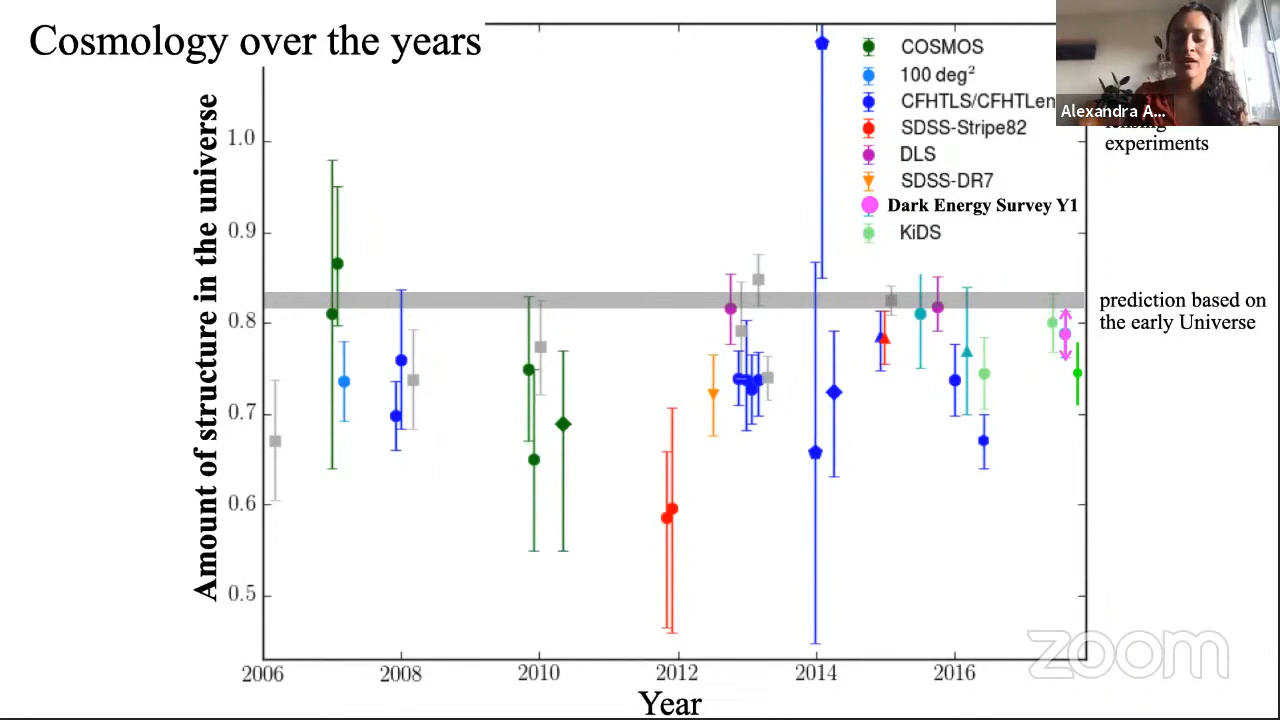 Cosmology over the years
COSMOS
100 deg²
CFHTLS/CFHTLen
SDSS-Stripe82
DLS
SDSS-DR7
Dark Energy Survey Y1
KiDS
Alexandra A...
lensing
experiments
prediction based on
the early Universe
Amount of structure in the universe
1.0
0.9
0.8
0.7
0.6
0.5
2006
2008
2010
2012
2014
2016
Year
zoom